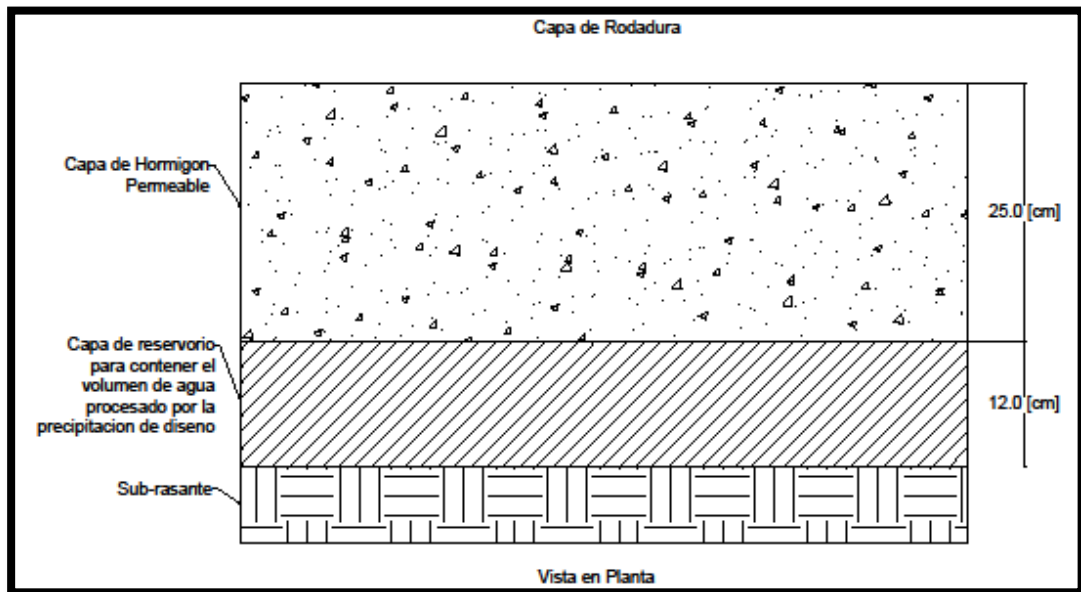 Capa de Rodadura
Capa de Hormigon
Permeable
25.0 [cm]
Capa de reservorio
para contener el
volumen de agua
procesado por la
precipitacion de diseno
12.0 [cm]
Sub-rasante
Vista en Planta